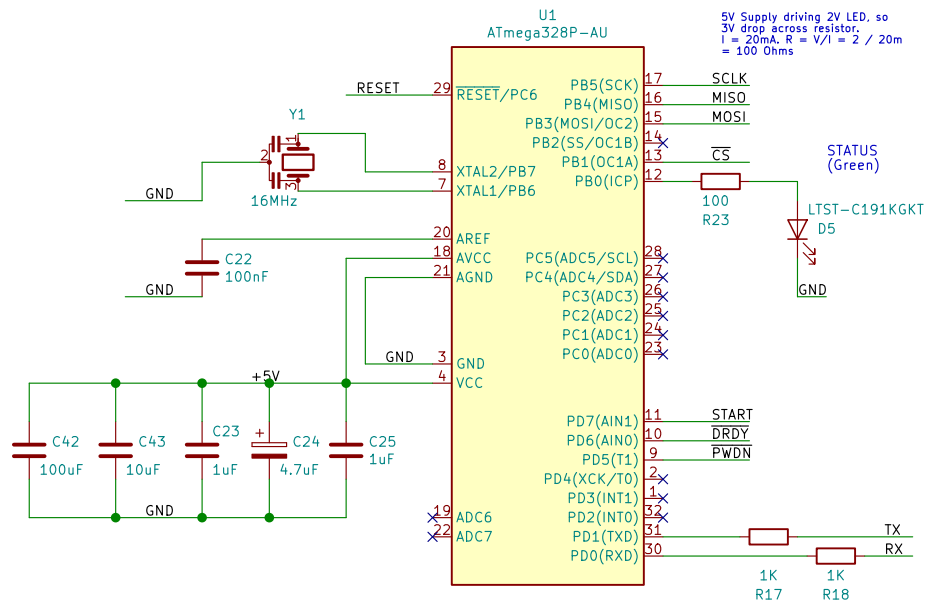 U1
ATmega328P-AU
5V Supply driving 2V LED, so
3V drop across resistor.
I = 20mA. R = V/I = 2 / 20m
= 100 Ohms
RESET 29 RESET/PC6
PB5(SCK) 17 SCLK
PB4(MISO) 16 MISO
PB3(MOSI/OC2) 15 MOSI
PB2(SS/OC1B) 14
PB1(OC1A) 13 CS
PB0(ICP) 12
STATUS
(Green)
Y1
1
2
3
16MHz
GND
8 XTAL2/PB7
7 XTAL1/PB6
100
R23
LTST-C191KGKT
D5
GND
20 AREF
18 AVCC
21 AGND
C22
100nF
GND
PC5(ADC5/SCL) 28
PC4(ADC4/SDA) 27
PC3(ADC3) 26
PC2(ADC2) 25
PC1(ADC1) 24
PC0(ADC0) 23
GND 3 GND
+5V 4 VCC
C42
100uF
C43
10uF
C23
1uF
+
C24
4.7uF
C25
1uF
GND
PD7(AIN1) 11 START
PD6(AIN0) 10 DRDY
PD5(T1) 9 PWDN
PD4(XCK/T0) 2
PD3(INT1) 1
PD2(INT0) 32
PD1(TXD) 31 TX
PD0(RXD) 30 RX
19 ADC6
22 ADC7
1K
R17
1K
R18